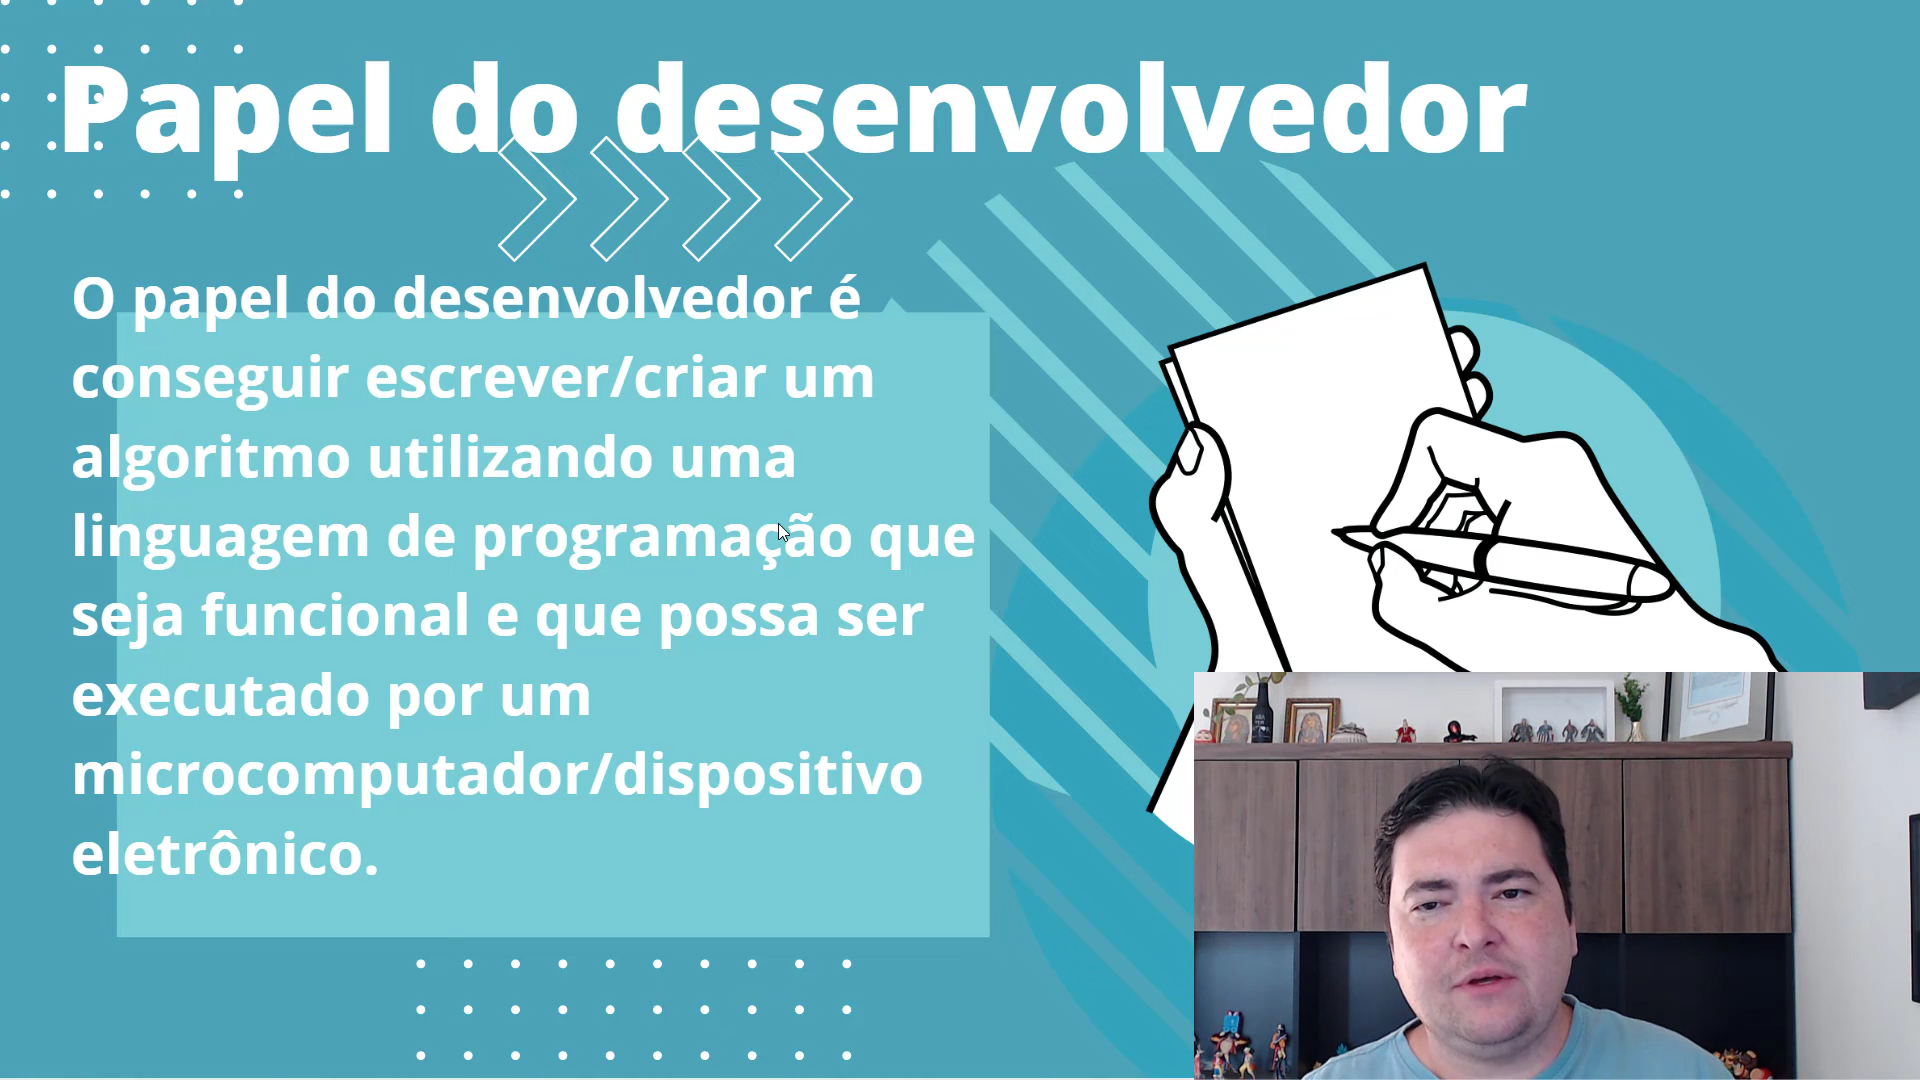 Papel do desenvolvedor
O papel do desenvolvedor é
conseguir escrever/criar um
algoritmo utilizando uma
linguagem de programação que
seja funcional e que possa ser
executado por um
microcomputador/dispositivo
eletrônico.